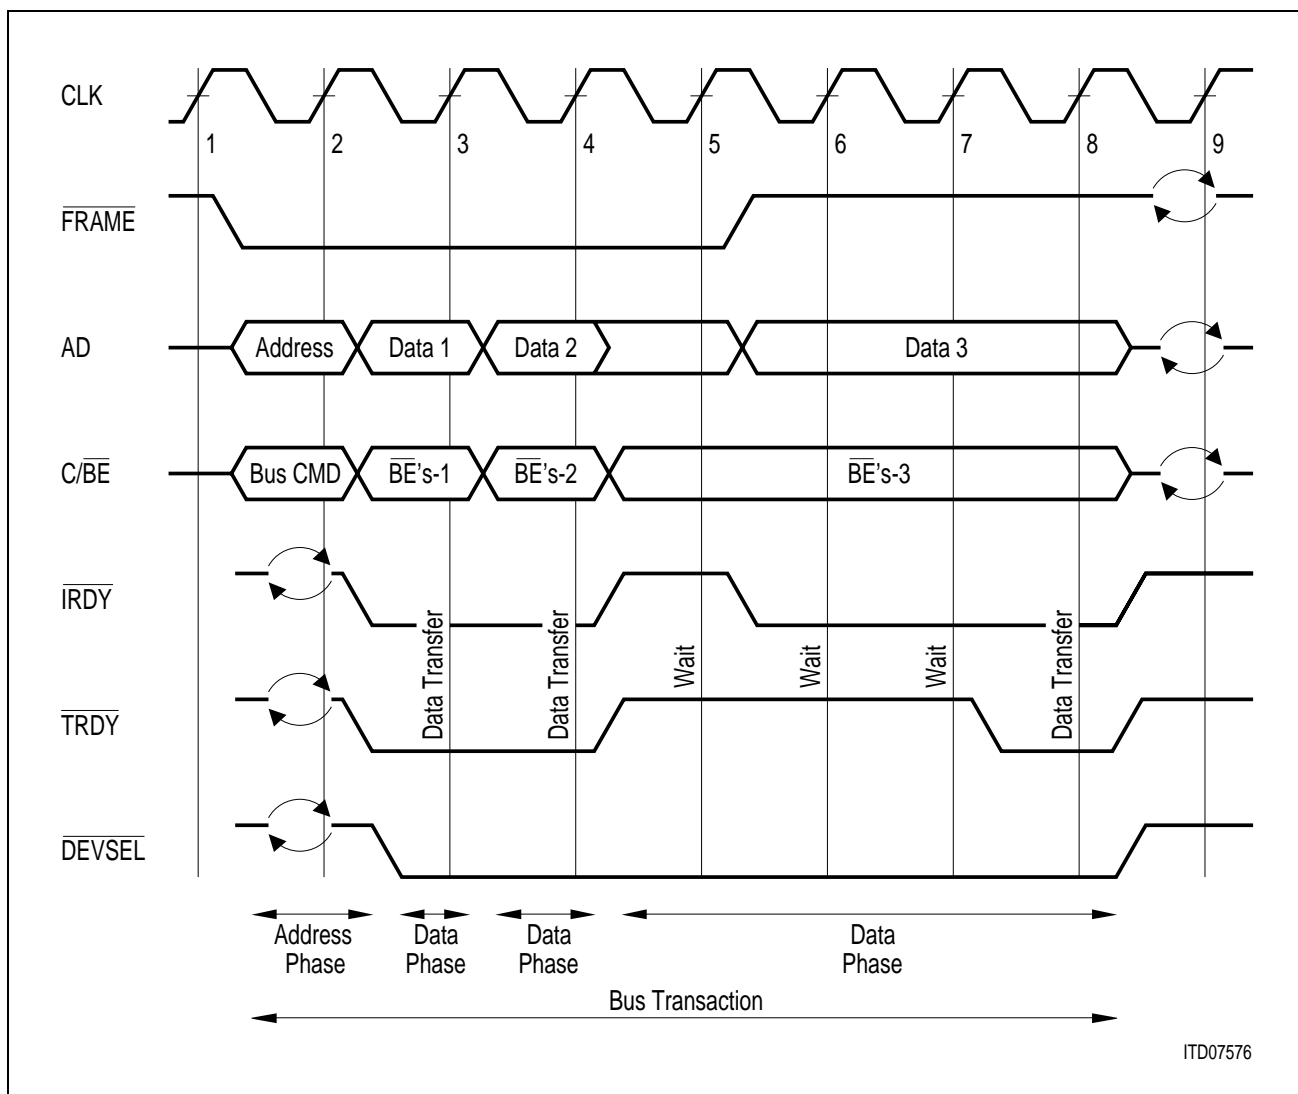 CLK
1 2 3 4 5 6 7 8 9
FRAME
AD
Address Data 1 Data 2 Data 3
C/BE
Bus CMD BE's-1 BE's-2 BE's-3
IRDY
Data Transfer
Data Transfer
Wait
Wait
Wait
Data Transfer
TRDY
DEVSEL
Address Data Data Data
Phase Phase Phase Phase
Bus Transaction
ITD07576